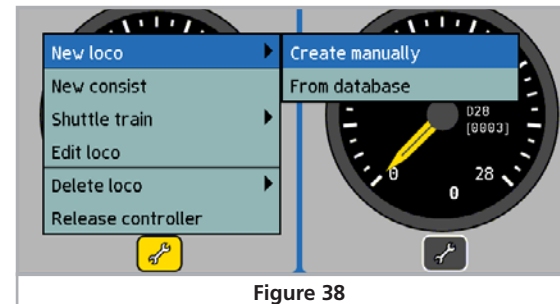 New loco
Create manually
New consist
From database
Shuttle train
Edit loco
Delete loco
Release controller
D28
[0003]
0
28
0
Figure 38